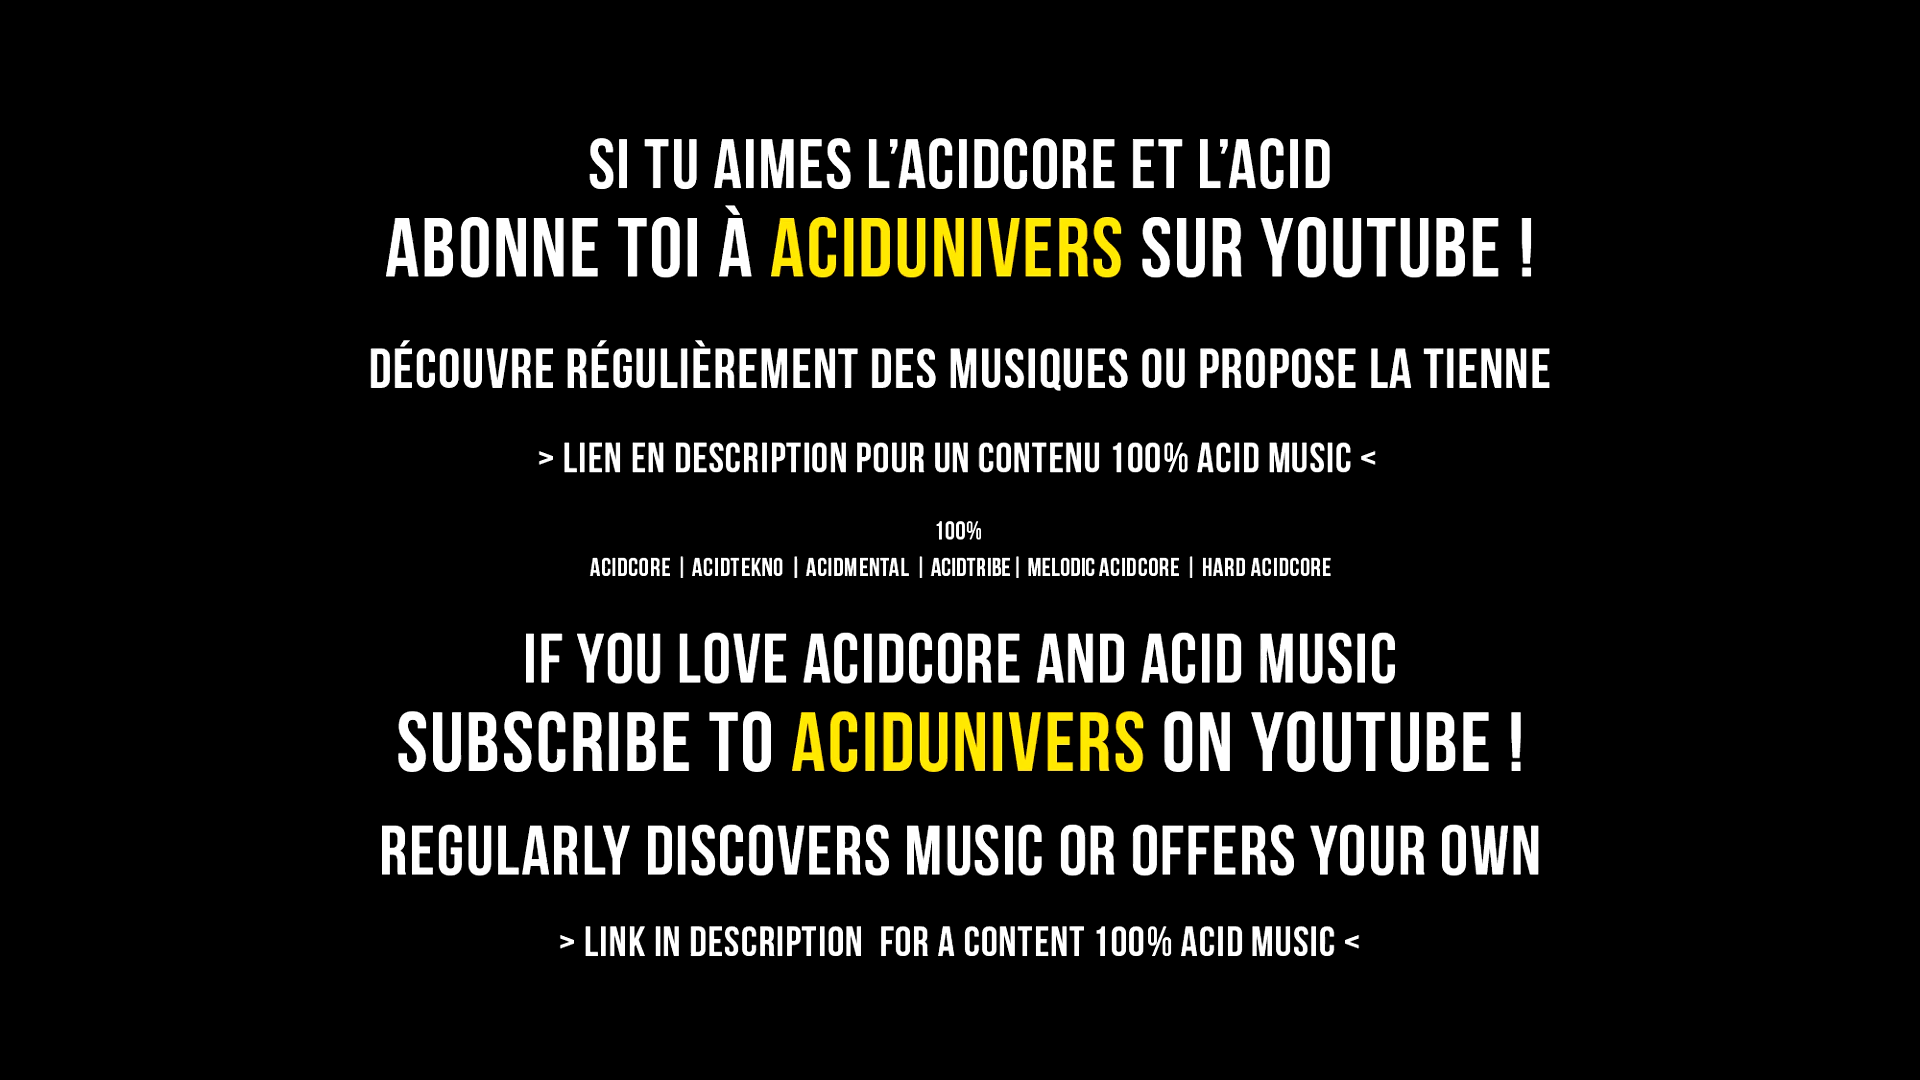 SI TU AIMES L’ACIDCORE ET L’ACID
ABONNE TOI À ACIDUNIVERS SUR YOUTUBE !
DÉCOUVRE RÉGULIÈREMENT DES MUSIQUES OU PROPOSE LA TIENNE
> LIEN EN DESCRIPTION POUR UN CONTENU 100% ACID MUSIC <
100%
ACIDCORE | ACIDTEKNO | ACIDMENTAL | ACIDTRIBE | MELODIC ACIDCORE | HARD ACIDCORE
IF YOU LOVE ACIDCORE AND ACID MUSIC
SUBSCRIBE TO ACIDUNIVERS ON YOUTUBE !
REGULARLY DISCOVERS MUSIC OR OFFERS YOUR OWN
> LINK IN DESCRIPTION FOR A CONTENT 100% ACID MUSIC <